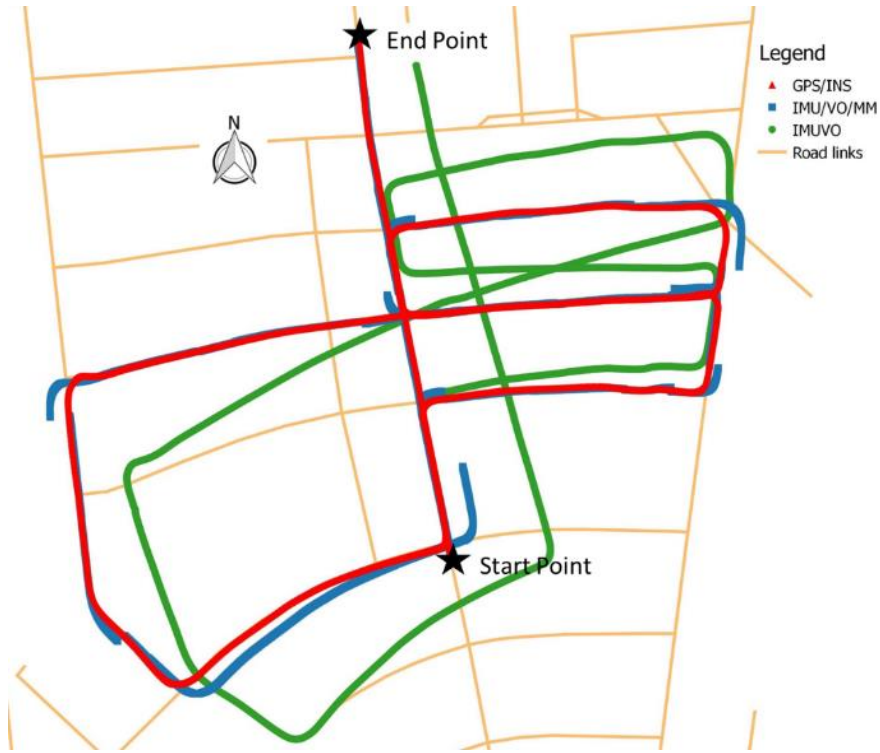 End Point
Legend
GPS/INS
IMU/VO/MM
IMUVO
Road links
N
Start Point